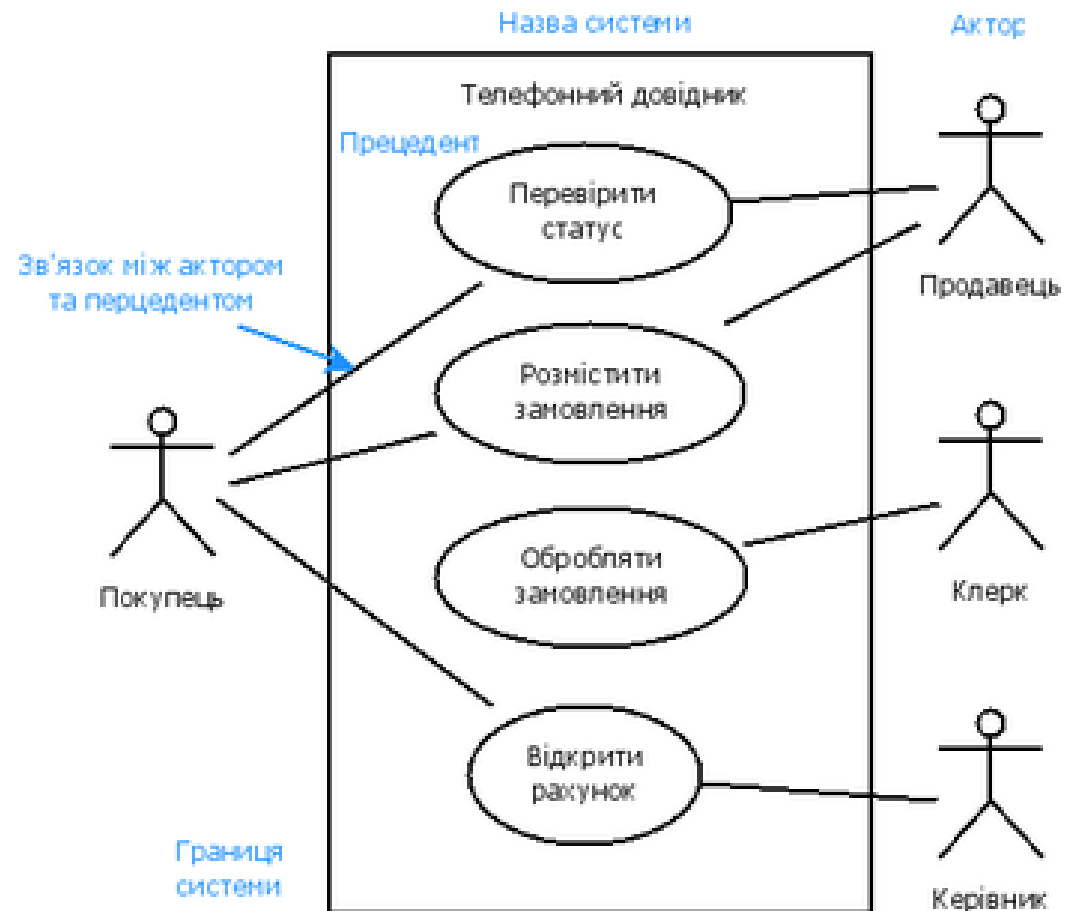 Назва системи
Актор
Телефонний довідник
Прецедент
Перевірити
статус
Зв'язок між актором
та перцедентом
Продавець
Розмістити
замовлення
Покупець
Обробляти
замовлення
Клерк
Відкрити
рахунок
Границя
системи
Керівник